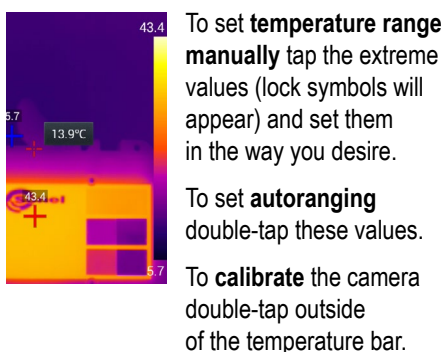 43.4
5.7
13.9°C
43.4
5.7
To set temperature range
manually tap the extreme
values (lock symbols will
appear) and set them
in the way you desire.
To set autoranging
double-tap these values.
To calibrate the camera
double-tap outside
of the temperature bar.